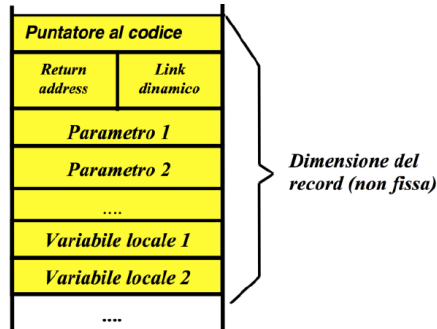 Puntatore al codice
Return Link
address dinamico
Parametro 1
Parametro 2
....
Variabile locale 1
Variabile locale 2
....
Dimensione del
record (non fissa)